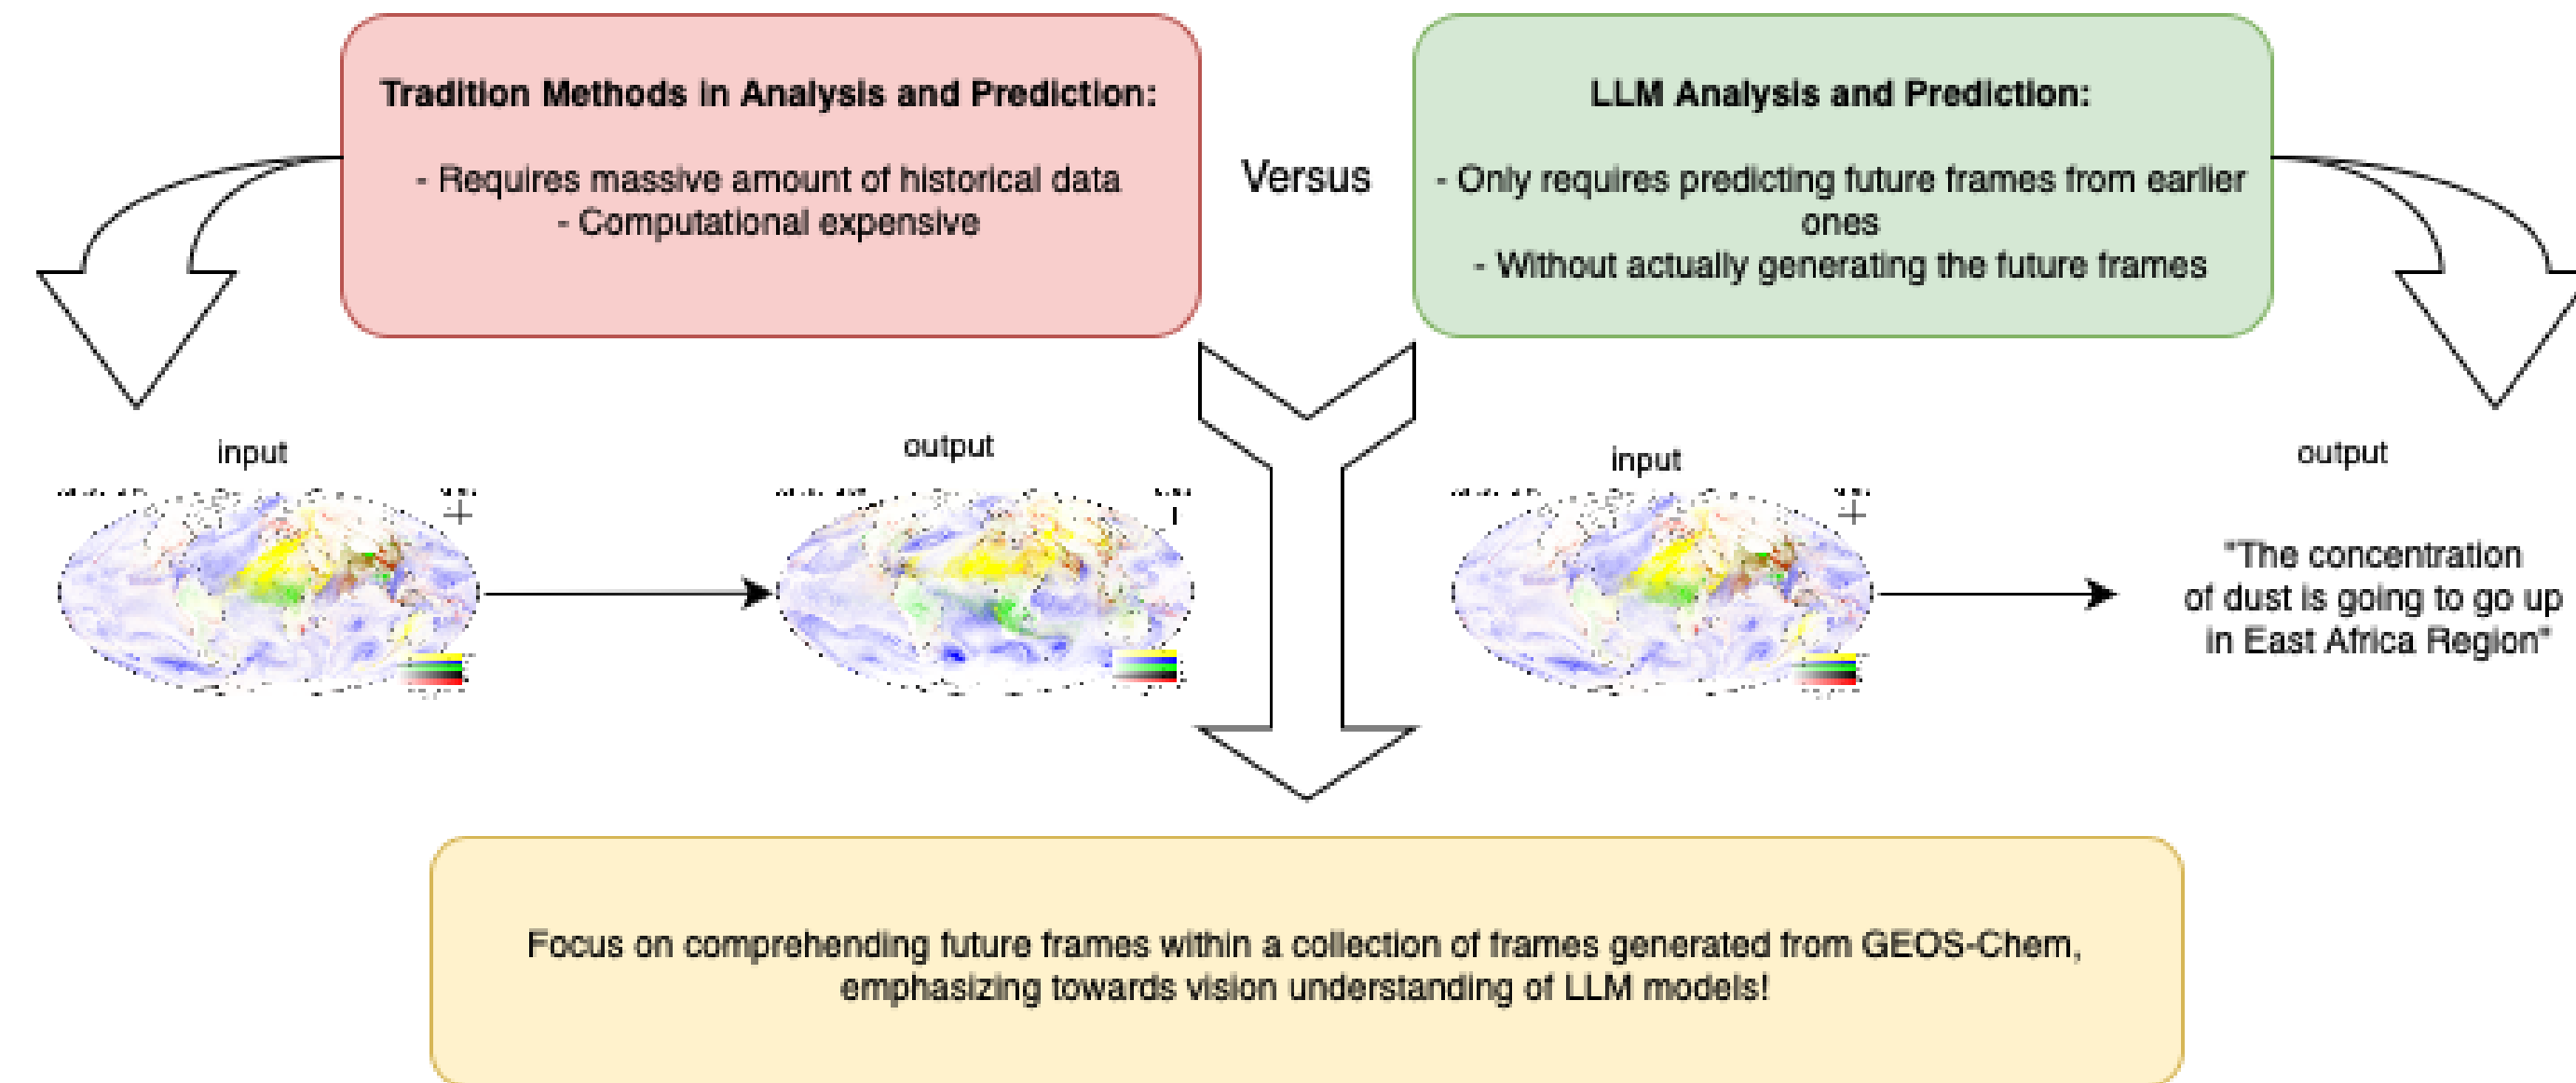 Tradition Methods in Analysis and Prediction:
- Requires massive amount of historical data
- Computational expensive
Versus
LLM Analysis and Prediction:
- Only requires predicting future frames from earlier
ones
- Without actually generating the future frames
input
output
input
output
"The concentration
of dust is going to go up
in East Africa Region"
Focus on comprehending future frames within a collection of frames generated from GEOS-Chem,
emphasizing towards vision understanding of LLM models!